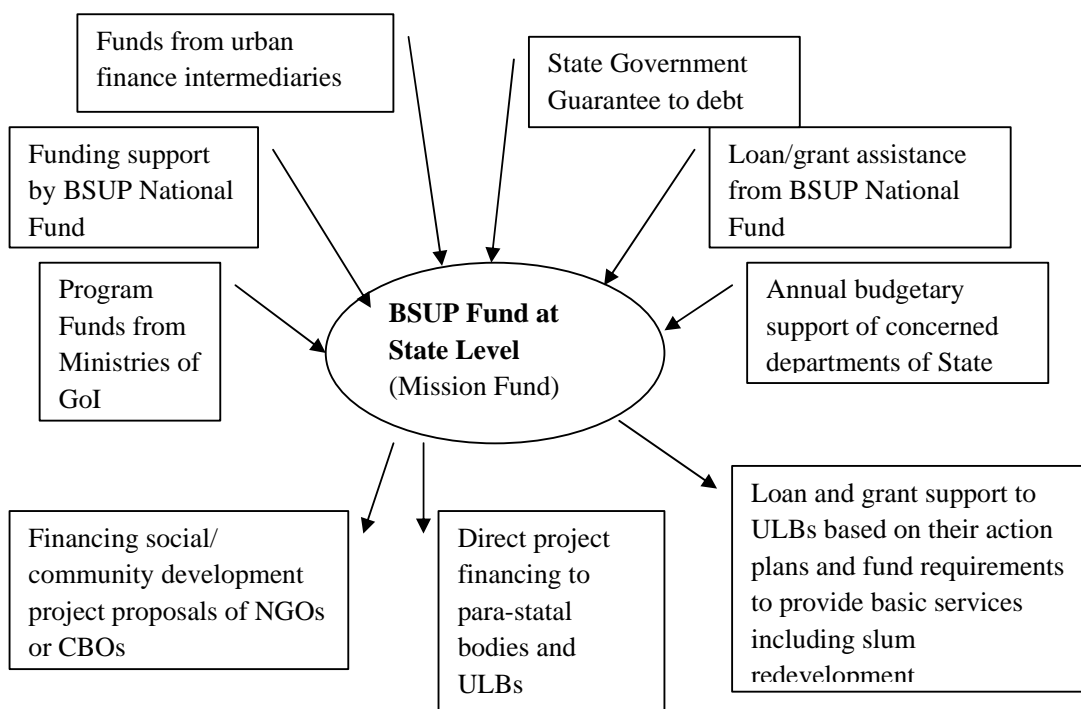 Funds from urban
finance intermediaries
State Government
Guarantee to debt
Funding support
by BSUP National
Fund
Loan/grant assistance
from BSUP National
Fund
Program
Funds from
Ministries of
GoI
BSUP Fund at
State Level
(Mission Fund)
Annual budgetary
support of concerned
departments of State
Financing social/
community development
project proposals of NGOs
or CBOs
Direct project
financing to
para-statal
bodies and
ULBs
Loan and grant support to
ULBs based on their action
plans and fund requirements
to provide basic services
including slum
redevelopment